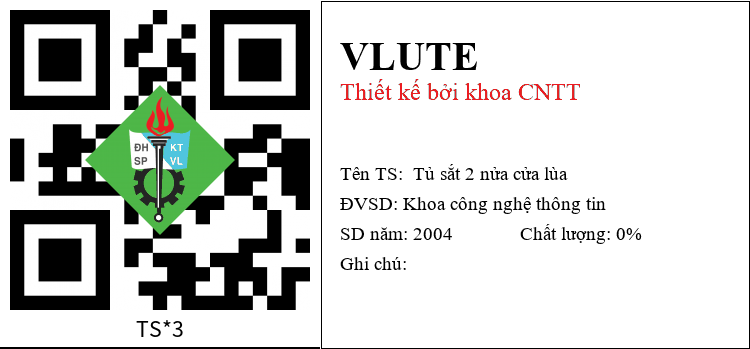 ĐH KT
SP VL
TS*3
VLUTE
Thiết kế bởi khoa CNTT
Tên TS: Tủ sắt 2 nửa cửa lùa
ĐVSD: Khoa công nghệ thông tin
SD năm: 2004 Chất lượng: 0%
Ghi chú: